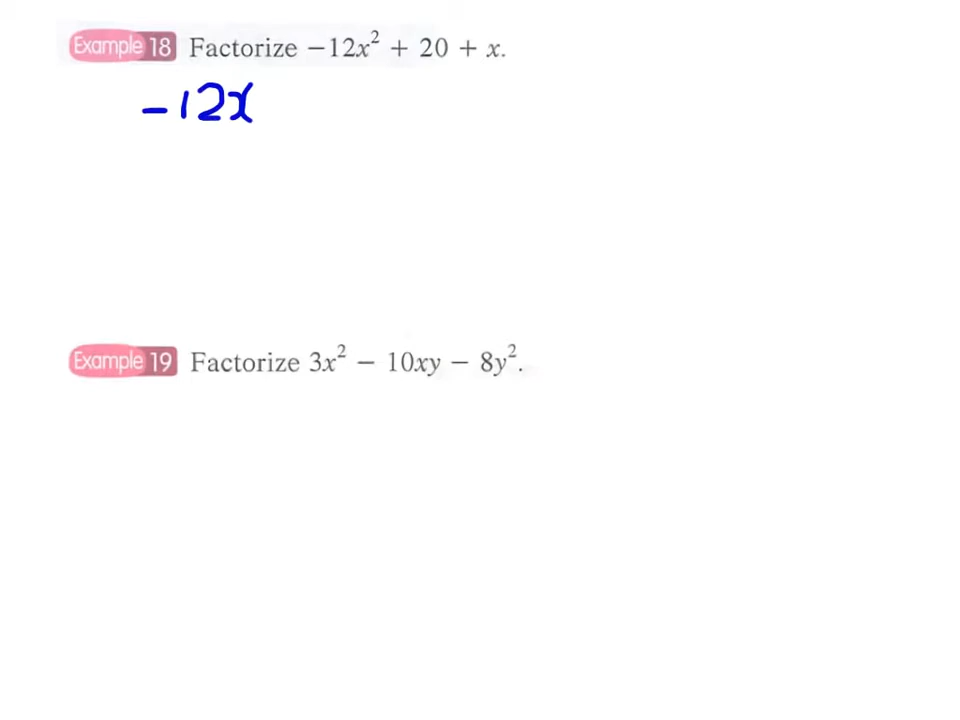 Example 18 Factorize −12x² + 20 + x.
−12x
Example 19 Factorize 3x² − 10xy − 8y².